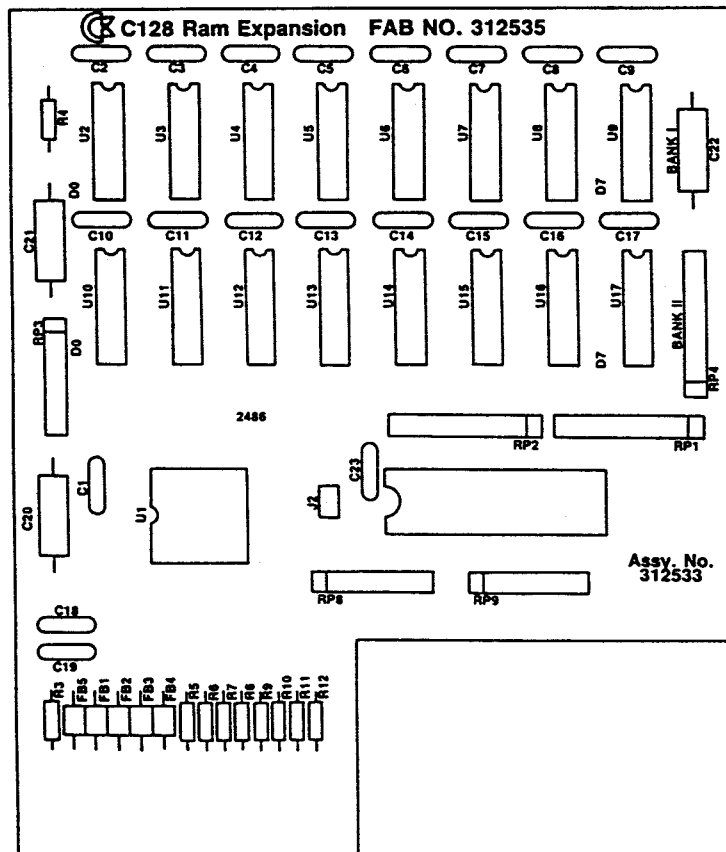 C128 Ram Expansion FAB NO. 312535
C2 C3 C4 C5 C6 C7 C8 C9
R4 U2 U3 U4 U5 U6 U7 U8 U9 BANK I C22
D0 D7
C21 C10 C11 C12 C13 C14 C15 C16 C17
U10 U11 U12 U13 U14 U15 U16 U17 BANK II
RP3 D0 D7 RP4
2486
RP2 RP1
C20 C1 U1 J2 C23
Assy. No.
312533
RP8 RP9
C18
C19
R3 FB5 FB1 FB2 FB3 FB4 R5 R6 R7 R8 R9 R10 R11 R12